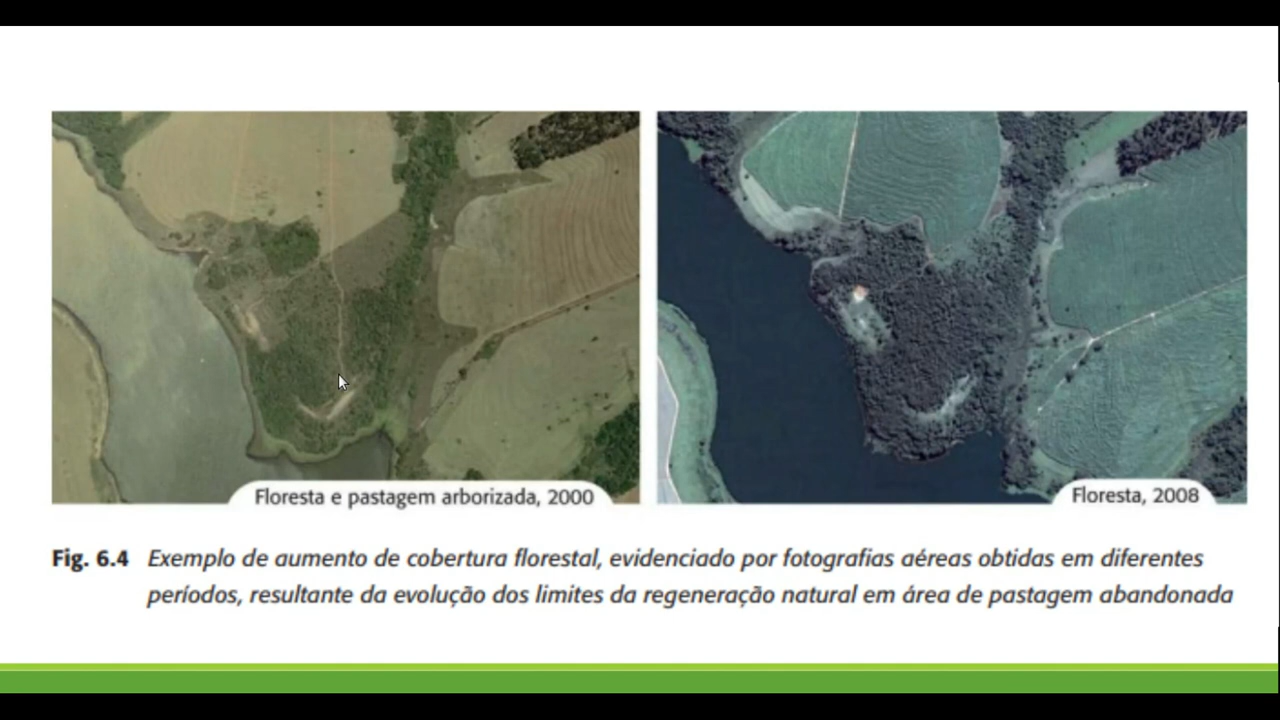 Floresta e pastagem arborizada, 2000
Floresta, 2008
Fig. 6.4 Exemplo de aumento de cobertura florestal, evidenciado por fotografias aéreas obtidas em diferentes
períodos, resultante da evolução dos limites da regeneração natural em área de pastagem abandonada